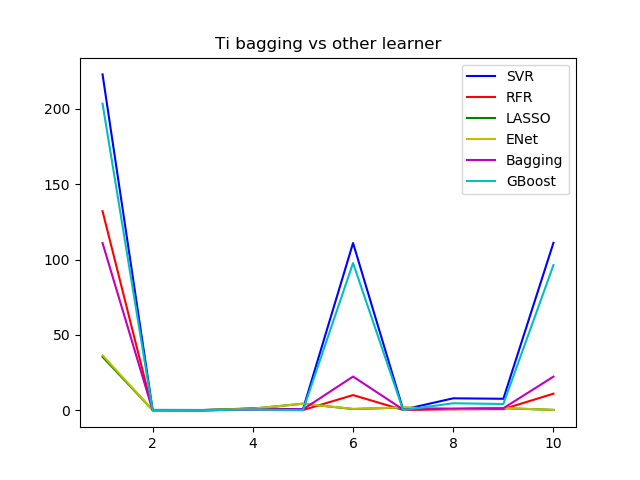 Ti bagging vs other learner
SVR
RFR
LASSO
ENet
Bagging
GBoost
200
150
100
50
0
2 4 6 8 10